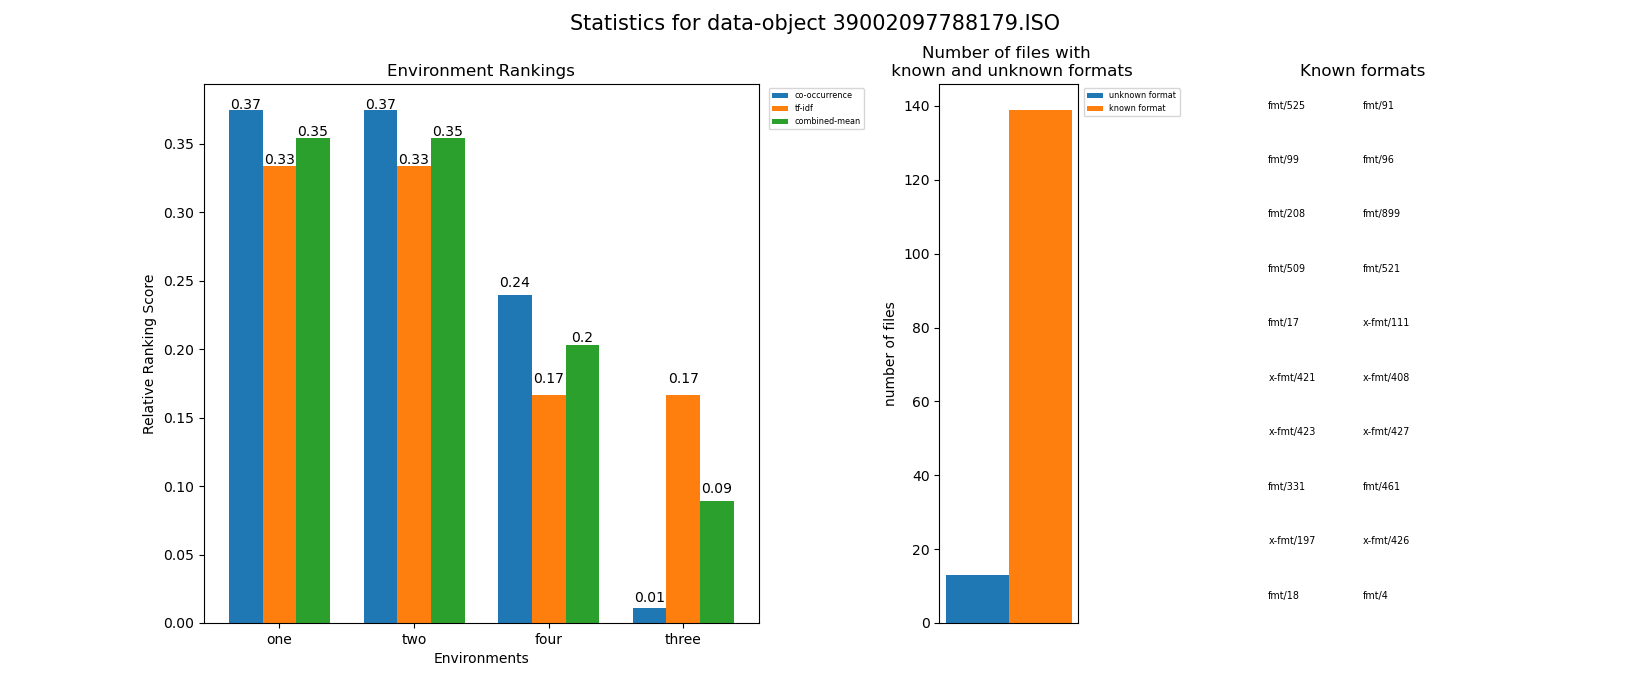 Statistics for data-object 39002097788179.ISO
Environment Rankings
0.37
0.33
0.35
0.37
0.33
0.35
0.24
0.17
0.2
0.01
0.17
0.09
0.35
0.30
0.25
0.20
0.15
0.10
0.05
0.00
Relative Ranking Score
one two four three
Environments
co-occurrence
tf-idf
combined-mean
Number of files with
known and unknown formats
140
120
100
80
60
40
20
0
number of files
unknown format
known format
Known formats
fmt/525 fmt/91
fmt/99 fmt/96
fmt/208 fmt/899
fmt/509 fmt/521
fmt/17 x-fmt/111
x-fmt/421 x-fmt/408
x-fmt/423 x-fmt/427
fmt/331 fmt/461
x-fmt/197 x-fmt/426
fmt/18 fmt/4